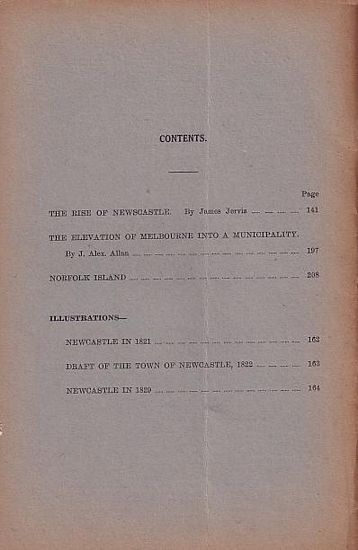 CONTENTS.
Page
THE RISE OF NEWSCASTLE. By James Jervis .... .... .... .... 141
THE ELEVATION OF MELBOURNE INTO A MUNICIPALITY.
By J. Alex. Allan .... .... .... .... .... .... .... .... .... .... .... .... 197
NORFOLK ISLAND .... .... .... .... .... .... .... .... .... .... .... .... 208
ILLUSTRATIONS—
NEWCASTLE IN 1821 .... .... .... .... .... .... .... .... .... .... 162
DRAFT OF THE TOWN OF NEWCASTLE, 1822 .... .... .... .... 163
NEWCASTLE IN 1829 .... .... .... .... .... .... .... .... .... .... 164